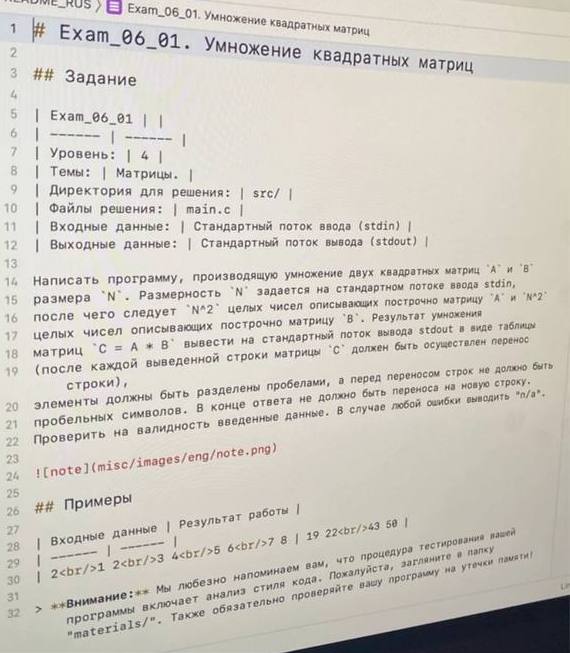 README_RUS 〉 Exam_06_01. Умножение квадратных матриц
1 # Exam_06_01. Умножение квадратных матриц
2
3 ## Задание
4
5 | Exam_06_01 | |
6 | ------ | ------ |
7 | Уровень: | 4 |
8 | Темы: | Матрицы. |
9 | Директория для решения: | src/ |
10 | Файлы решения: | main.c |
11 | Входные данные: | Стандартный поток ввода (stdin) |
12 | Выходные данные: | Стандартный поток вывода (stdout) |
13
14 Написать программу, производящую умножение двух квадратных матриц `A` и `B`
15 размера `N`. Размерность `N` задается на стандартном потоке ввода stdin,
16 после чего следует `N^2` целых чисел описывающих построчно матрицу `A` и `N^2`
17 целых чисел описывающих построчно матрицу `B`. Результат умножения
18 матриц `C = A * B` вывести на стандартный поток вывода stdout в виде таблицы
19 (после каждой выведенной строки матрицы `C` должен быть осуществлен перенос
строки),
20 элементы должны быть разделены пробелами, а перед переносом строк не должно быть
21 пробельных символов. В конце ответа не должно быть переноса на новую строку.
22 Проверить на валидность введенные данные. В случае любой ошибки выводить "n/a".
23
24 ![note](misc/images/eng/note.png)
25
26 ## Примеры
27
28 | Входные данные | Результат работы |
29 | ------ | ------ |
30 | 2<br/>1 2<br/>3 4<br/>5 6<br/>7 8 | 19 22<br/>43 50 |
31
32 > **Внимание:** Мы любезно напоминаем вам, что процедура тестирования вашей
программы включает анализ стиля кода. Пожалуйста, загляните в папку
"materials/". Также обязательно проверяйте вашу программу на утечки памяти!